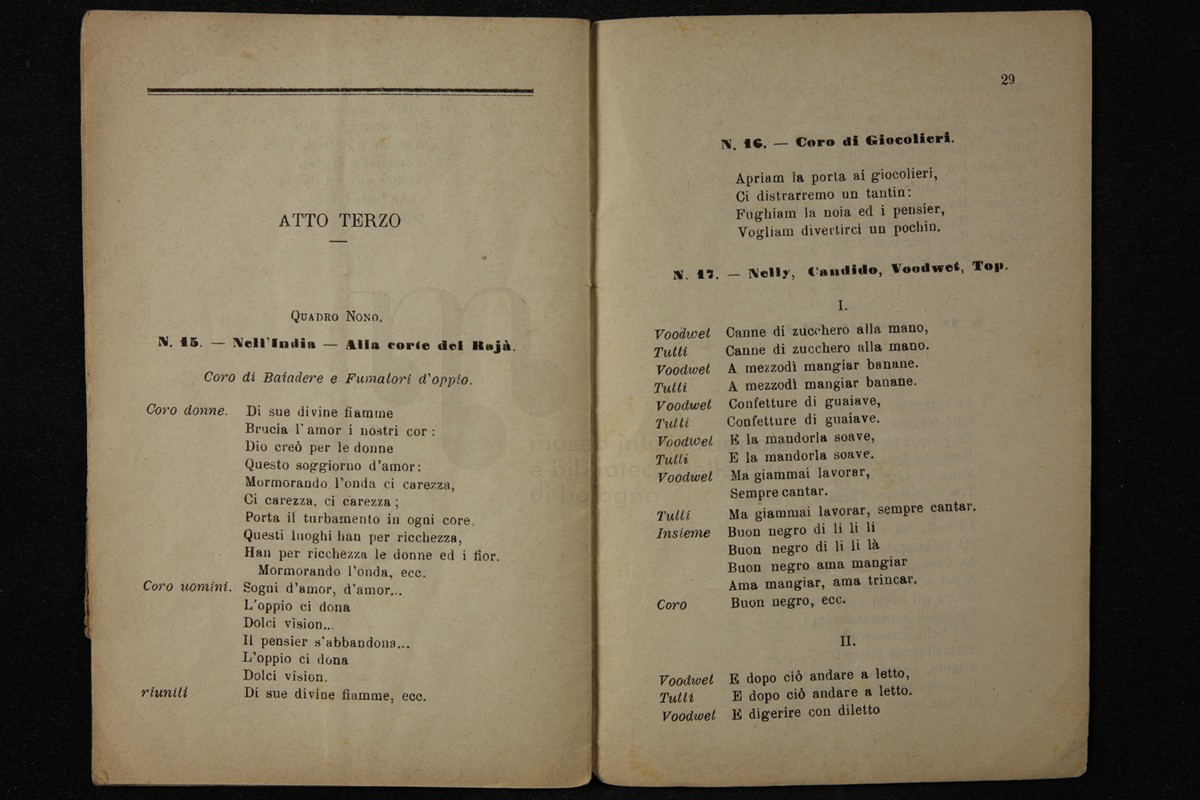 ATTO TERZO
QUADRO NONO.
N. 15. — Nell'India — Alla corte del Rajà.
Coro di Baiadere e Fumatori d'oppio.
Coro donne. Di sue divine fiamme
Brucia l'amor i nostri cor :
Dio creò per le donne
Questo soggiorno d'amor:
Mormorando l'onda ci carezza,
Ci carezza, ci carezza ;
Porta il turbamento in ogni core.
Questi luoghi han per ricchezza,
Han per ricchezza le donne ed i fior.
Mormorando l'onda, ecc.
Coro uomini. Sogni d'amor, d'amor...
L'oppio ci dona
Dolci vision...
Il pensier s'abbandona...
L'oppio ci dona
Dolci vision.
riuniti Di sue divine fiamme, ecc.
29
N. 16. — Coro di Giocolieri.
Apriam la porta ai giocolieri,
Ci distrarremo un tantin:
Fughiam la noia ed i pensier,
Vogliam divertirci un pochin.
N. 17. — Nelly, Candido, Voodwet, Top.
I.
Voodwet Canne di zucchero alla mano,
Tutti Canne di zucchero alla mano.
Voodwet A mezzodì mangiar banane.
Tutti A mezzodì mangiar banane.
Voodwet Confetture di guaiave,
Tutti Confetture di guaiave.
Voodwet E la mandorla soave,
Tutti E la mandorla soave.
Voodwet Ma giammai lavorar,
Sempre cantar.
Tutti Ma giammai lavorar, sempre cantar.
Insieme Buon negro di li li li
Buon negro di li li là
Buon negro ama mangiar
Ama mangiar, ama trincar.
Coro Buon negro, ecc.
II.
Voodwet E dopo ciò andare a letto,
Tutti E dopo ciò andare a letto.
Voodwet E digerire con diletto